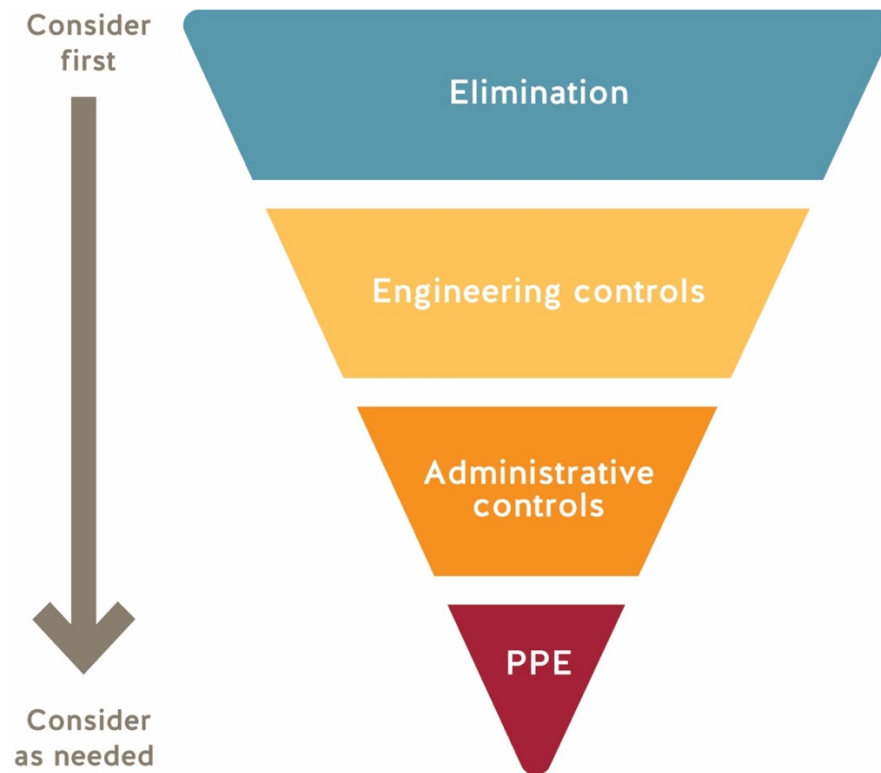 Consider
first
Elimination
Engineering controls
Administrative
controls
PPE
Consider
as needed